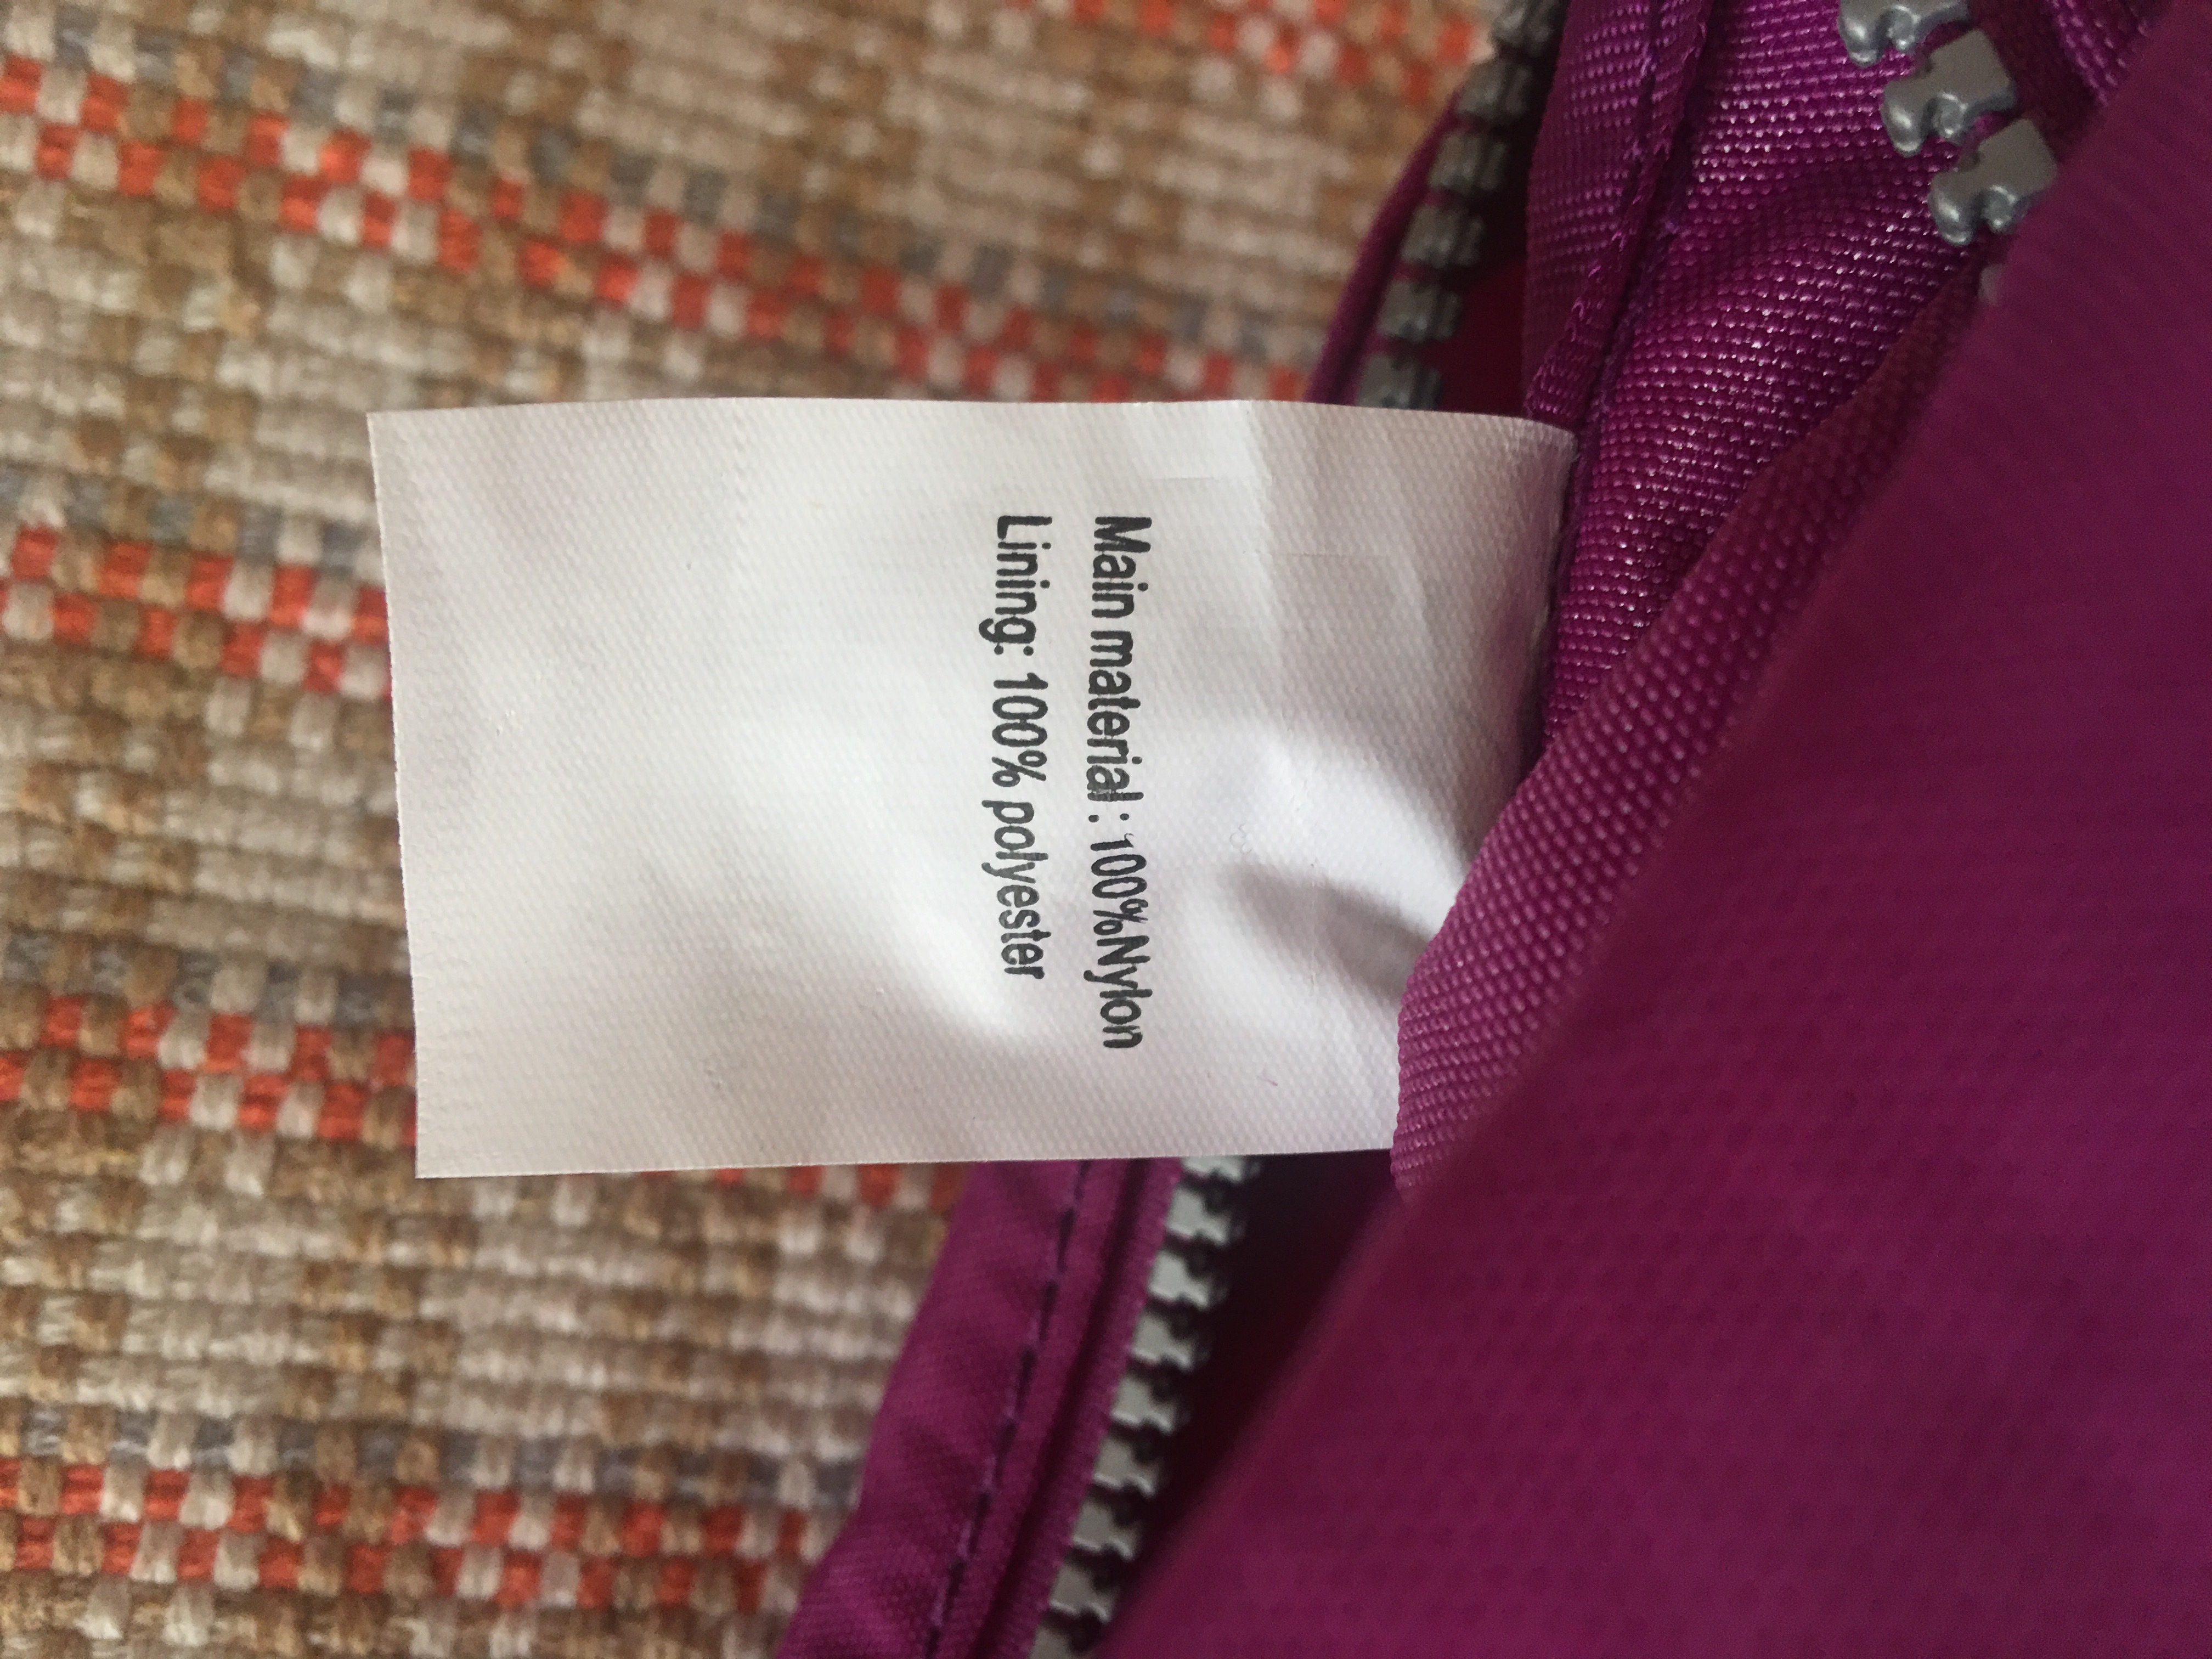 Main material : 100%Nylon
Lining: 100% polyester